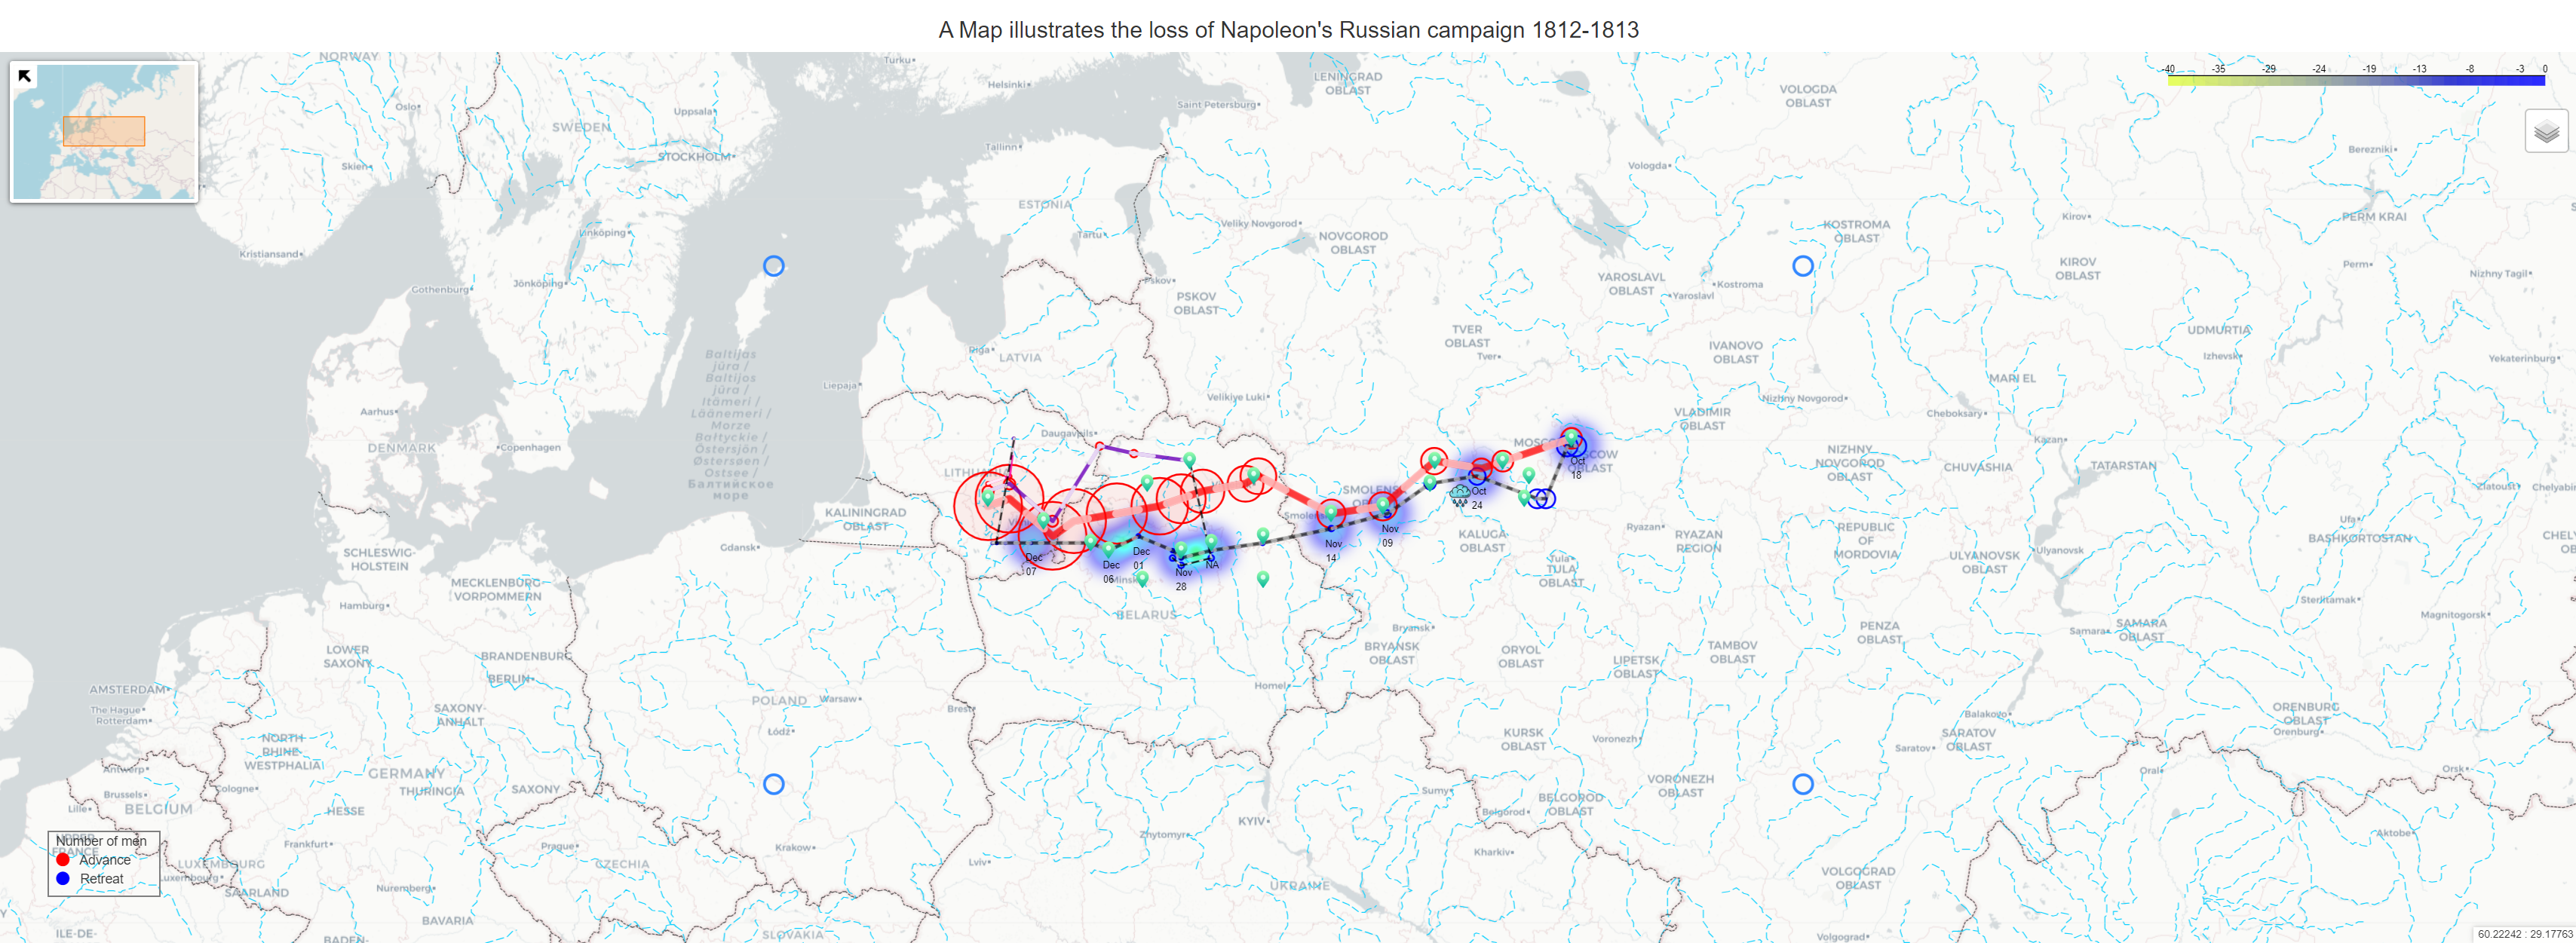 A Map illustrates the loss of Napoleon's Russian campaign 1812-1813
-40 -35 -29 -24 -19 -13 -8 -3 0
NORWAY
Turku
Helsinki
Saint Petersburg
LENINGRAD
OBLAST
VOLOGDA
OBLAST
Oslo
Uppsala
SWEDEN
STOCKHOLM
Skien
Tallinn
Vologda
Berezniki
ESTONIA
Tartu
Veliky Novgorod
NOVGOROD
OBLAST
KOSTROMA
OBLAST
Kirov
PERM KRAI
Kristiansand
Linköping
Jönköping
Gothenburg
Pskov
PSKOV
OBLAST
YAROSLAVL
OBLAST
Kostroma
Yaroslavl
KIROV
OBLAST
Perm
Nizhny Tagil
TVER
OBLAST
Tver
IVANOVO
OBLAST
UDMURTIA
Izhevsk
Yekaterinburg
Riga
LATVIA
Liepaja
Baltijos
jūra /
Baltijas
jūra /
Itämeri /
Läänemeri /
Morze
Bałtyckie /
Östersjön /
Østersøen /
Ostsee /
Балтийское
море
MARI EL
Velikiye Luki
Nizhny Novgorod
Cheboksary
VLADIMIR
OBLAST
Aarhus
DENMARK
Copenhagen
Daugavpils
Kazan
TATARSTAN
NIZHNY
NOVGOROD
OBLAST
CHUVASHIA
Oct
18
Oct
24
Zlatoust
Smolensk
KALININGRAD
OBLAST
Ufa
BASHKORTOSTAN
Nov
09
Nov
14
KALUGA
OBLAST
Ryazan
RYAZAN
REGION
REPUBLIC
OF
MORDOVIA
ULYANOVSK
OBLAST
Ulyanovsk
Tula
TULA
OBLAST
Gdansk
SCHLESWIG-
HOLSTEIN
Dec
07
Dec
06
Dec
01
Nov
28
NA
Minsk
BELARUS
MECKLENBURG-
VORPOMMERN
Hamburg
Sterlitamak
Magnitogorsk
Bryansk
BRYANSK
OBLAST
ORYOL
OBLAST
LIPETSK
OBLAST
TAMBOV
OBLAST
PENZA
OBLAST
Samara
SAMARA
OBLAST
LOWER
SAXONY
BRANDENBURG
BERLIN
AMSTERDAM
The Hague
Rotterdam
POLAND
Warsaw
Brest
Homel
SAXONY-
ANHALT
Łódź
Balakovo
ORENBURG
OBLAST
Orenburg
NORTH
RHINE-
WESTPHALIA
KURSK
OBLAST
Voronezh
Saratov
SARATOV
OBLAST
Antwerp
GERMANY
THURINGIA
SAXONY
Cologne
Brussels
Lille
BELGIUM
HESSE
Oral
Orsk
VORONEZH
OBLAST
Sumy
Belgorod
BELGOROD
OBLAST
KYIV
Zhytomyr
Aktobe
Frankfurt
Prague
Krakow
Lviv
Kharkiv
LUXEMBOURG
Luxembourg
SAARLAND
CZECHIA
Nuremberg
UKRAINE
VOLGOGRAD
OBLAST
BAVARIA
ILE-DE-
BADEN-
SLOVAKIA
Volgograd
Number of men
Advance
Retreat
60.22242 : 29.17763